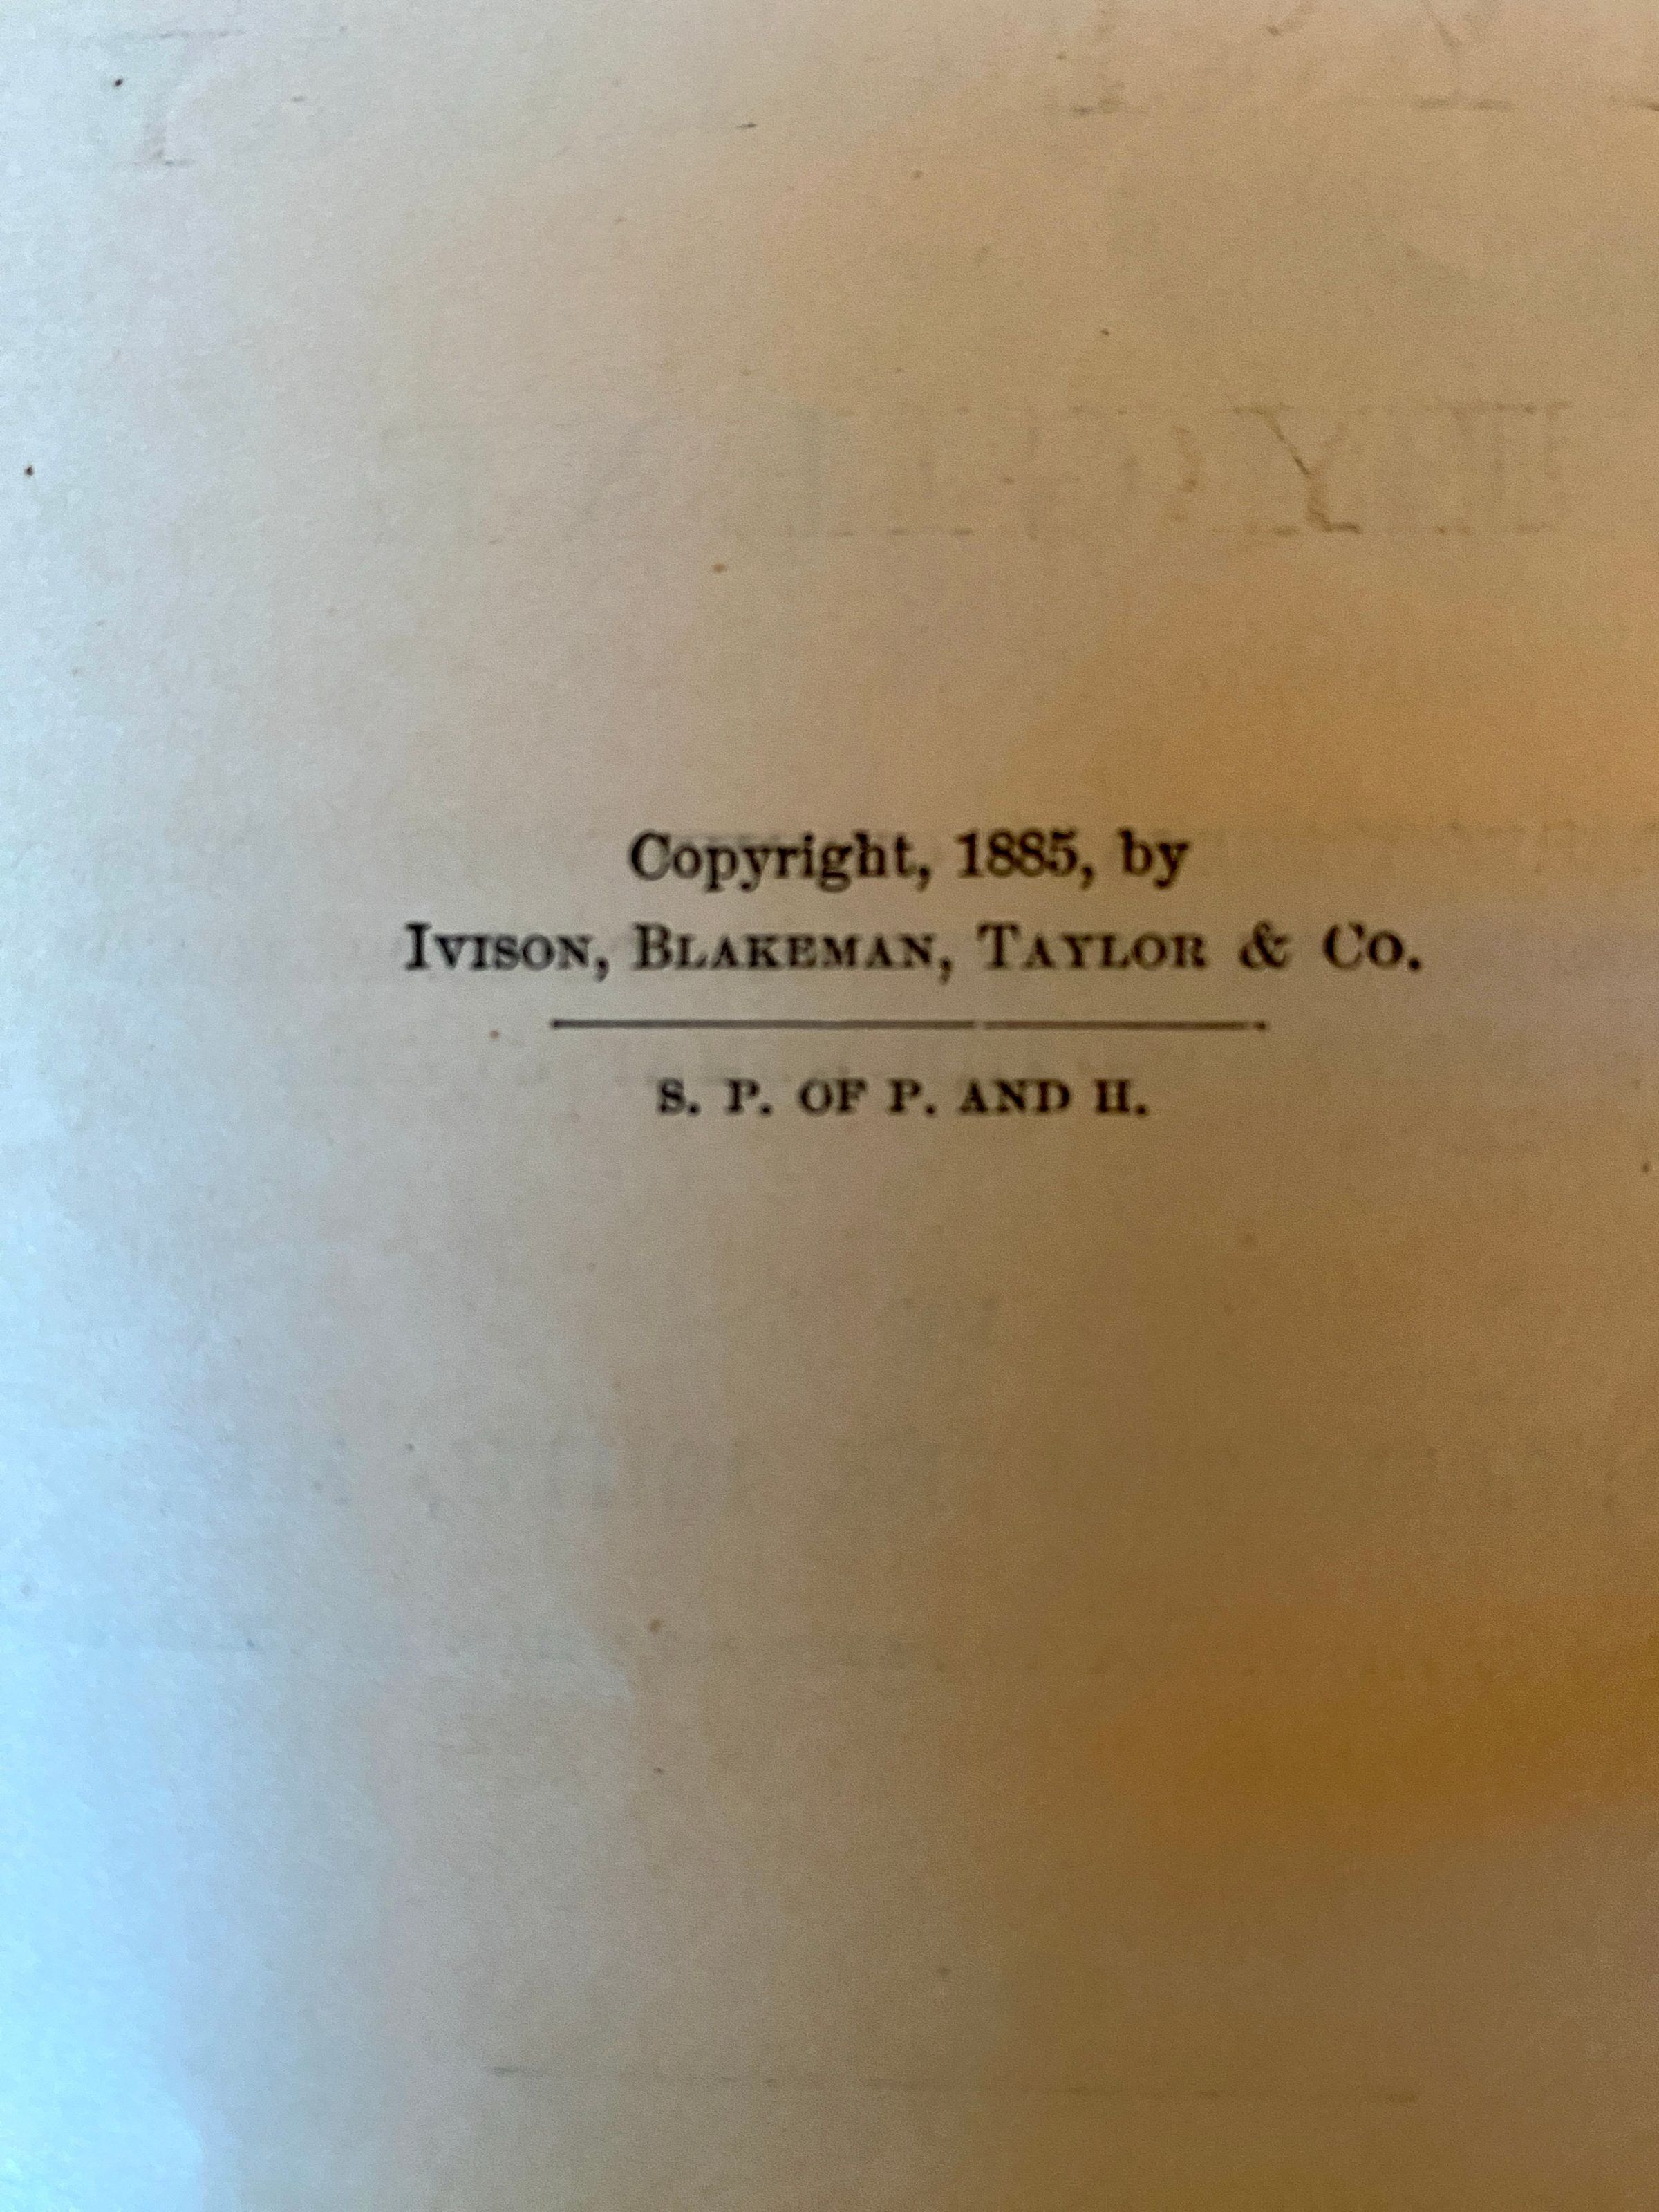 Copyright, 1885, by
IVISON, BLAKEMAN, TAYLOR & CO.
S. P. OF P. AND H.